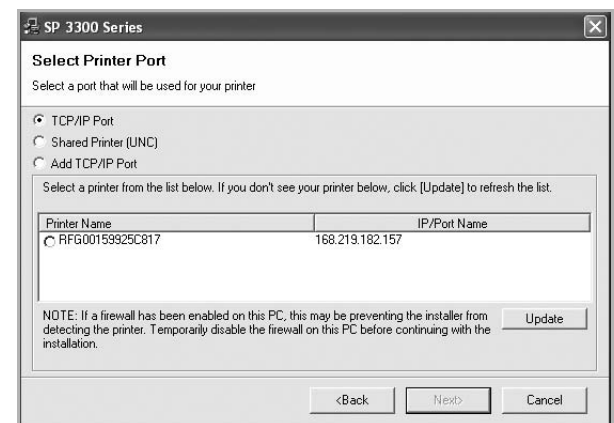 SP 3300 Series
Select Printer Port
Select a port that will be used for your printer
TCP/IP Port
Shared Printer (UNC)
Add TCP/IP Port
Select a printer from the list below. If you don't see your printer below, click [Update] to refresh the list.
Printer Name IP/Port Name
RFG00159925C817 168.219.182.157
NOTE: If a firewall has been enabled on this PC, this may be preventing the installer from
detecting the printer. Temporarily disable the firewall on this PC before continuing with the
installation.
Update
<Back Next> Cancel